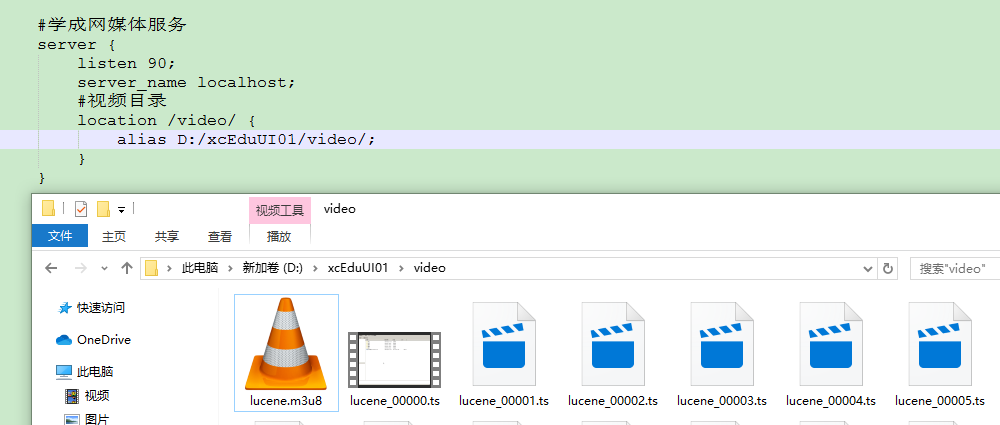 #学成网媒体服务
server {
listen 90;
server_name localhost;
#视频目录
location /video/ {
alias D:/xcEduUI01/video/;
}
}
视频工具 video
文件 主页 共享 查看 播放
此电脑 新加卷 (D:) xcEduUI01 video 搜索"video"
快速访问
OneDrive
此电脑
视频
图片
lucene.m3u8 lucene_00000.ts lucene_00001.ts lucene_00002.ts lucene_00003.ts lucene_00004.ts lucene_00005.ts